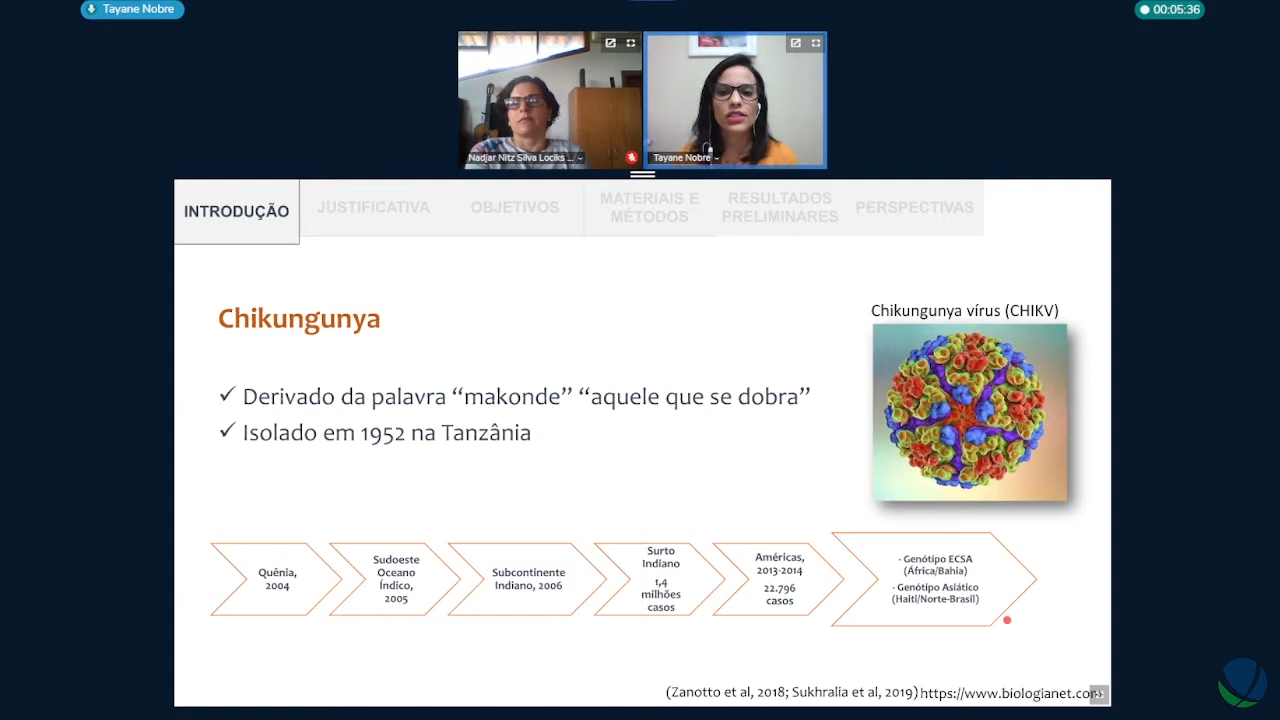 Tayane Nobre
00:05:36
Nadjar Nitz Silva Lociks ...
Tayane Nobre
INTRODUÇÃO
JUSTIFICATIVA
OBJETIVOS
MATERIAIS E
MÉTODOS
RESULTADOS
PRELIMINARES
PERSPECTIVAS
Chikungunya
Chikungunya vírus (CHIKV)
✓ Derivado da palavra “makonde” “aquele que se dobra”
✓ Isolado em 1952 na Tanzânia
Quênia,
2004
Sudoeste
Oceano
Índico,
2005
Subcontinente
Indiano, 2006
Surto
Indiano
1,4
milhões
casos
Américas,
2013-2014
22.796
casos
- Genótipo ECSA
(África/Bahia)
- Genótipo Asiático
(Haiti/Norte-Brasil)
(Zanotto et al, 2018; Sukhralia et al, 2019) https://www.biologianet.com